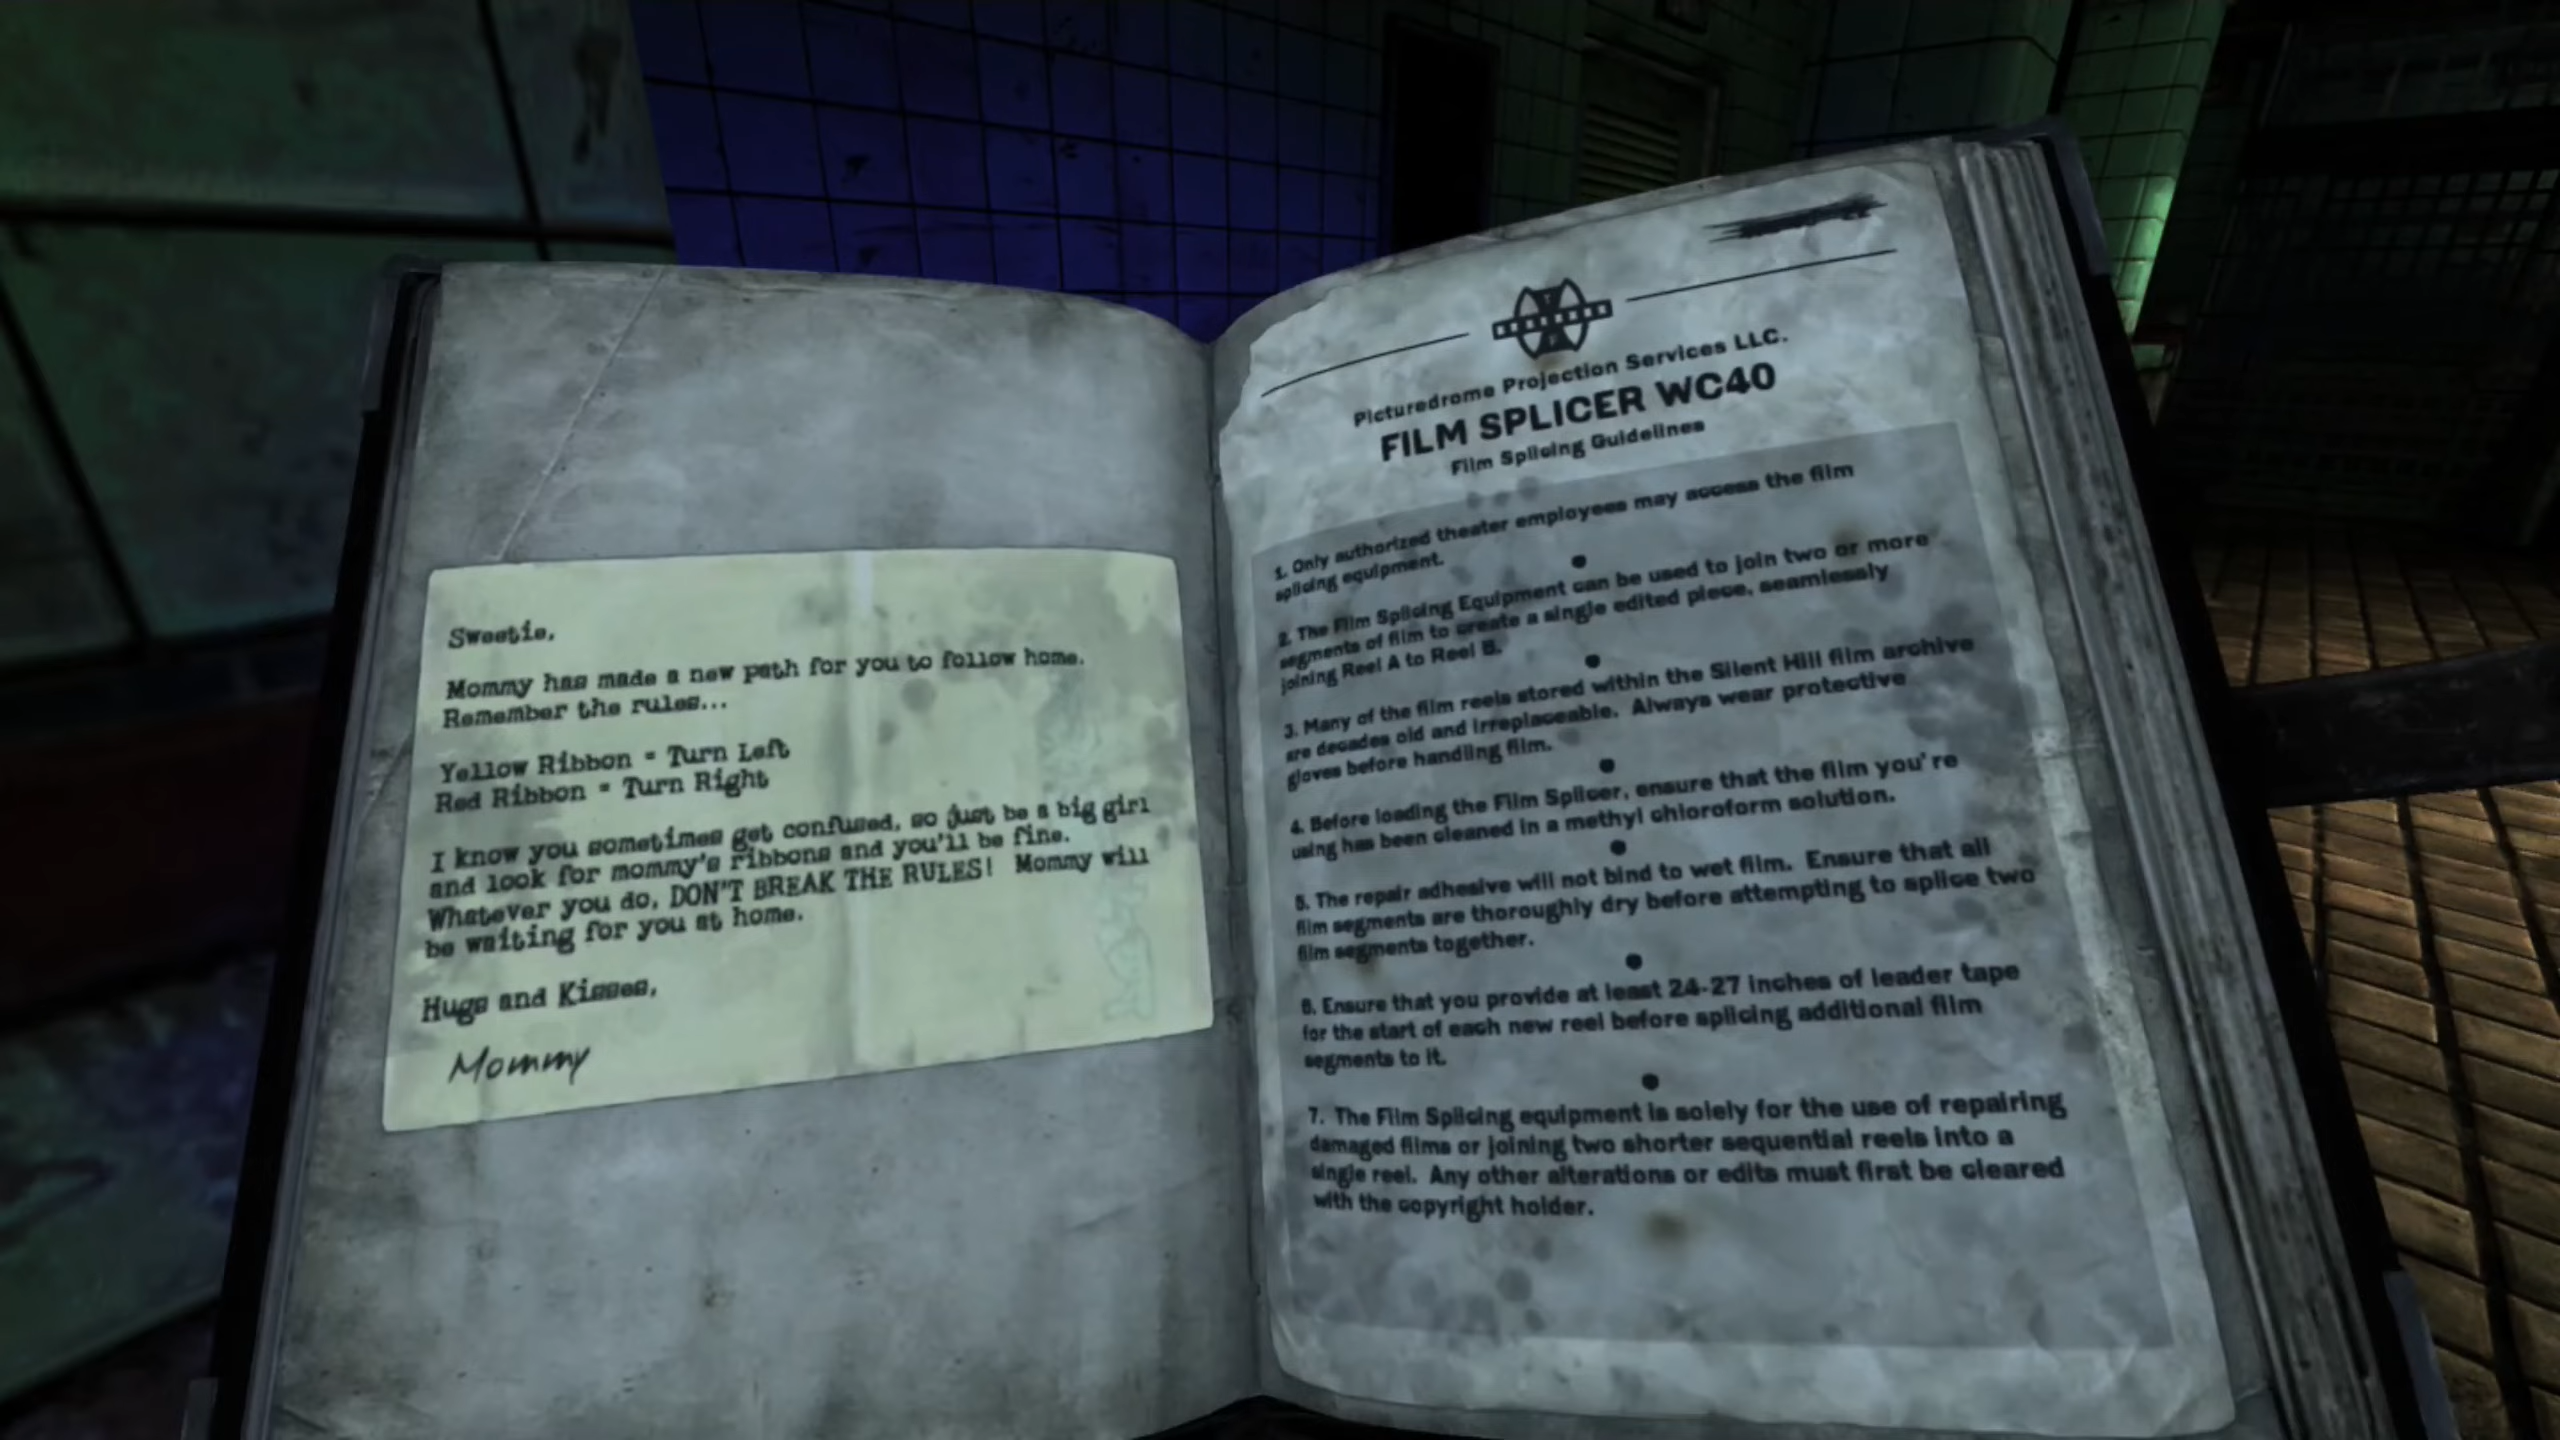 Sweetie,
Mommy has made a new path for you to follow home.
Remember the rules...
Yellow Ribbon = Turn Left
Red Ribbon = Turn Right
I know you sometimes get confused, so just be a big girl
and look for mommy's ribbons and you'll be fine.
Whatever you do, DON'T BREAK THE RULES! Mommy will
be waiting for you at home.
Hugs and Kisses,
Mommy
Picturedrome Projection Services LLC.
FILM SPLICER WC40
Film Splicing Guidelines
1. Only authorized theater employees may access the film
splicing equipment.
2. The Film Splicing Equipment can be used to join two or more
segments of film to create a single edited piece, seamlessly
joining Reel A to Reel B.
3. Many of the film reels stored within the Silent Hill film archive
are decades old and irreplaceable. Always wear protective
gloves before handling film.
4. Before loading the Film Splicer, ensure that the film you're
using has been cleaned in a methyl chloroform solution.
5. The repair adhesive will not bind to wet film. Ensure that all
film segments are thoroughly dry before attempting to splice two
film segments together.
6. Ensure that you provide at least 24-27 inches of leader tape
for the start of each new reel before splicing additional film
segments to it.
7. The Film Splicing equipment is solely for the use of repairing
damaged films or joining two shorter sequential reels into a
single reel. Any other alterations or edits must first be cleared
with the copyright holder.